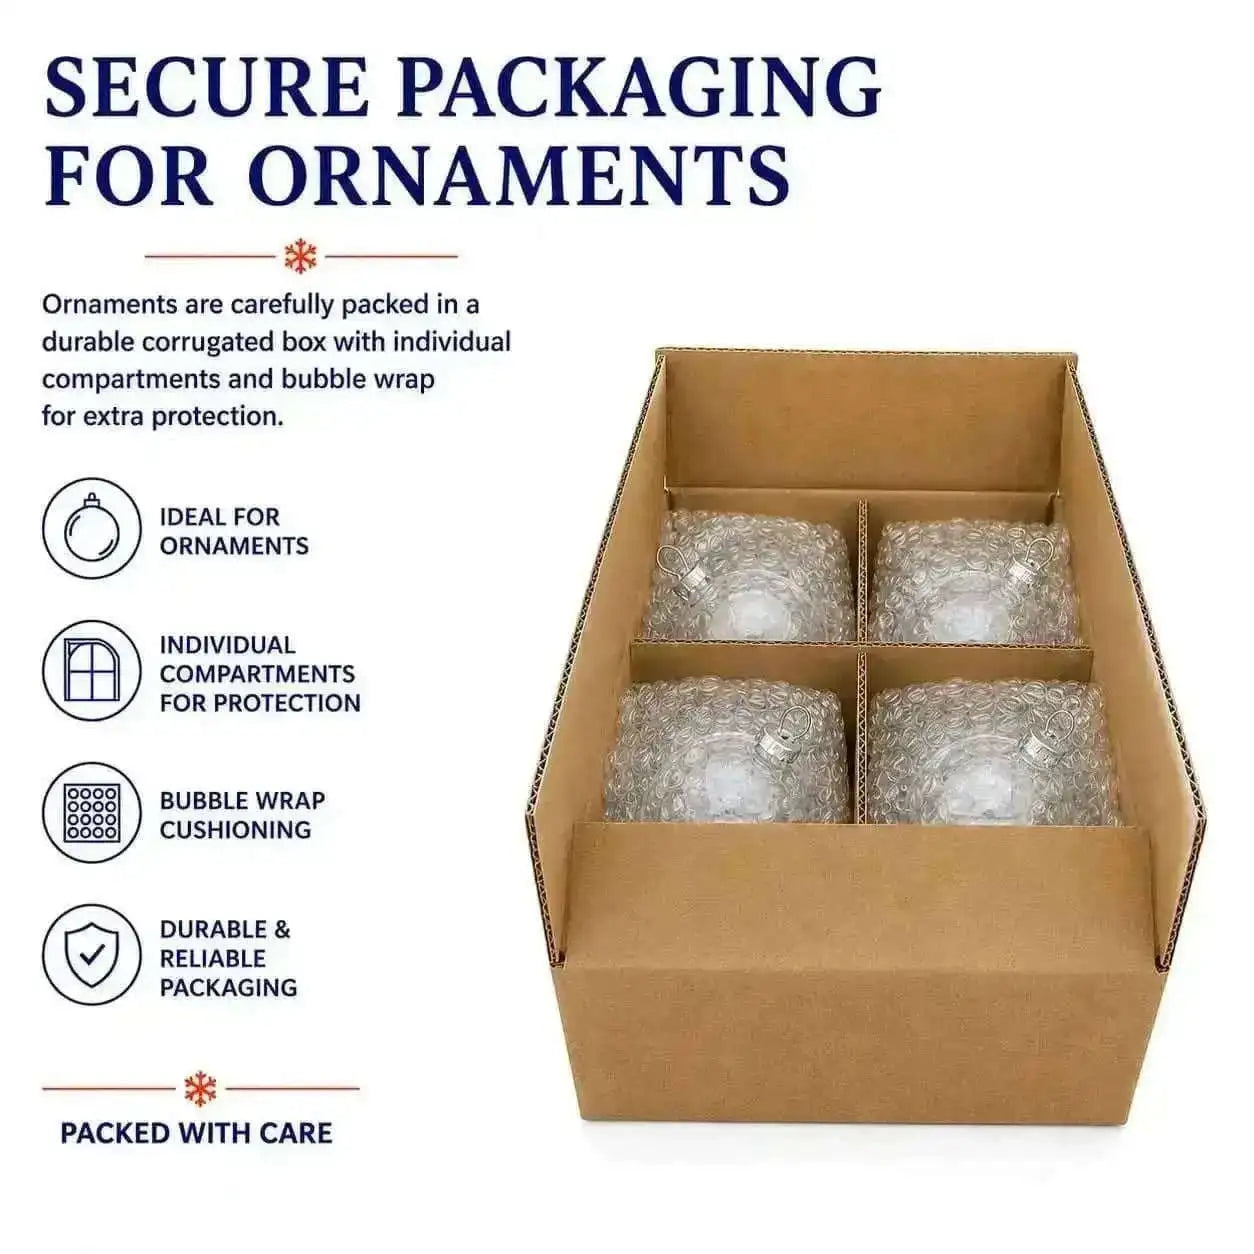 SECURE PACKAGING
FOR ORNAMENTS
Ornaments are carefully packed in a
durable corrugated box with individual
compartments and bubble wrap
for extra protection.
IDEAL FOR
ORNAMENTS
INDIVIDUAL
COMPARTMENTS
FOR PROTECTION
BUBBLE WRAP
CUSHIONING
DURABLE &
RELIABLE
PACKAGING
PACKED WITH CARE